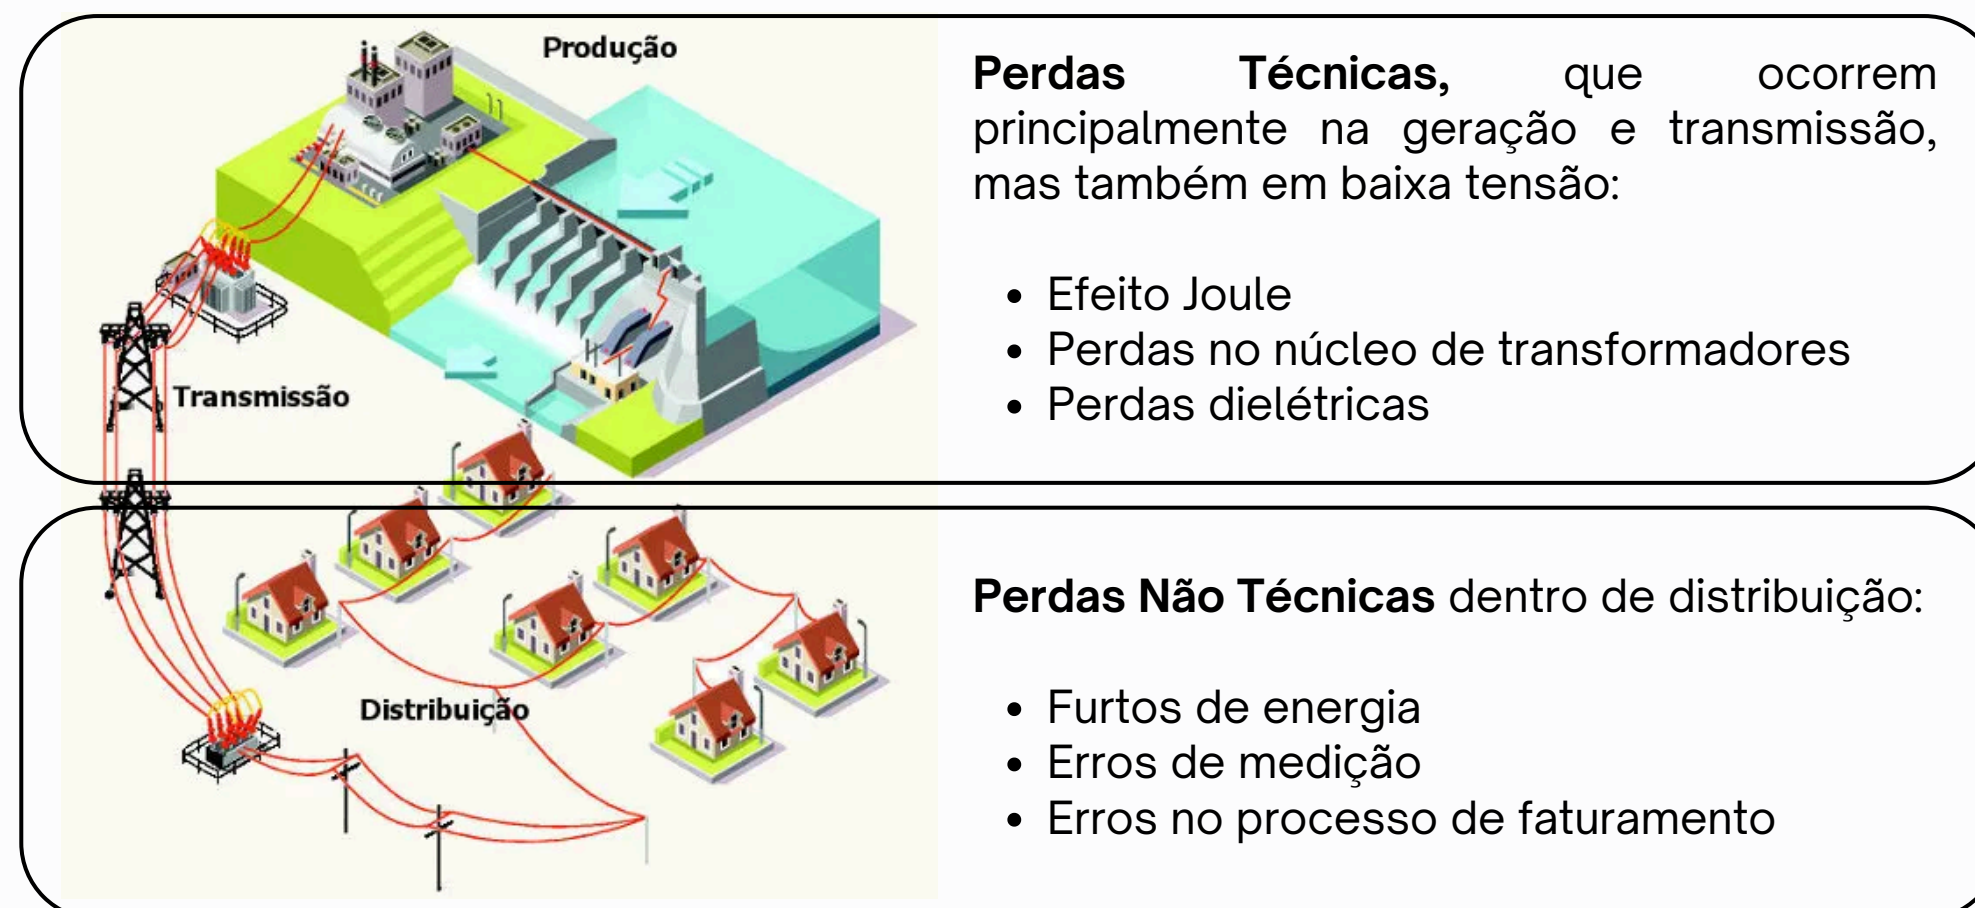 Produção
Transmissão
Distribuição
Perdas Técnicas, que ocorrem
principalmente na geração e transmissão,
mas também em baixa tensão:
• Efeito Joule
• Perdas no núcleo de transformadores
• Perdas dielétricas
Perdas Não Técnicas dentro de distribuição:
• Furtos de energia
• Erros de medição
• Erros no processo de faturamento